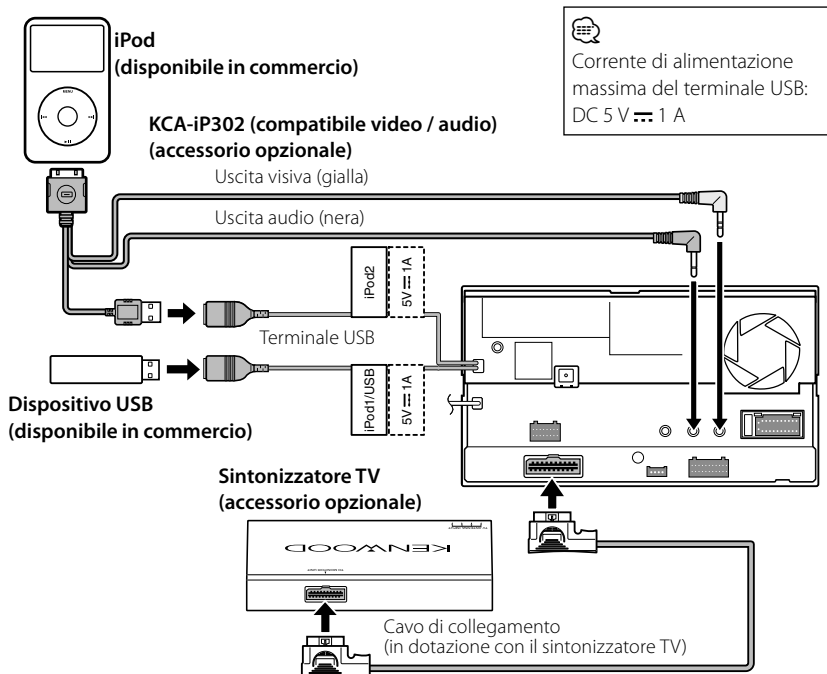 iPod
(disponibile in commercio)
Corrente di alimentazione
massima del terminale USB:
DC 5 V ⎓ 1 A
MENU
KCA-iP302 (compatibile video / audio)
(accessorio opzionale)
Uscita visiva (gialla)
Uscita audio (nera)
iPod2
5V ⎓ 1A
Terminale USB
iPod1/USB
5V ⎓ 1A
Dispositivo USB
(disponibile in commercio)
Sintonizzatore TV
(accessorio opzionale)
KENWOOD
Cavo di collegamento
(in dotazione con il sintonizzatore TV)